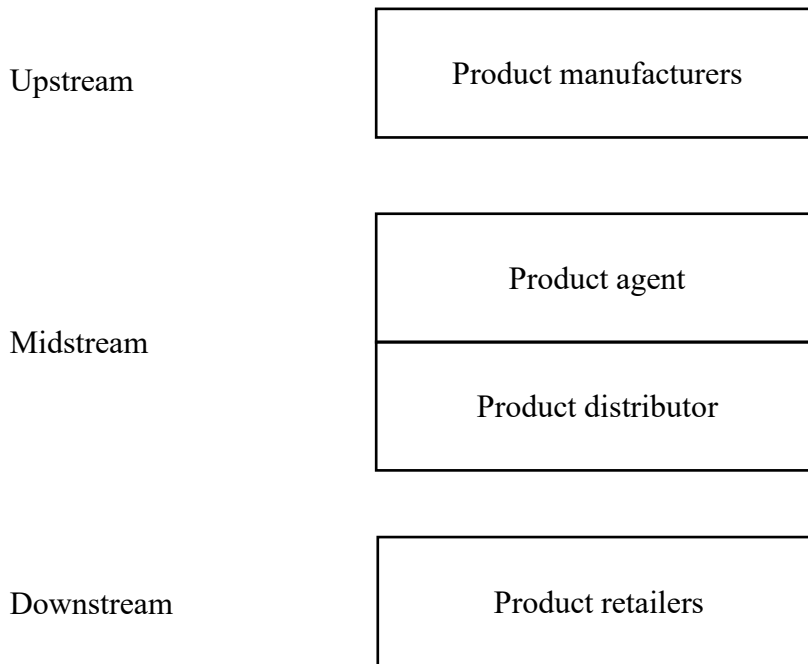 Upstream
Product manufacturers
Product agent
Midstream
Product distributor
Downstream
Product retailers